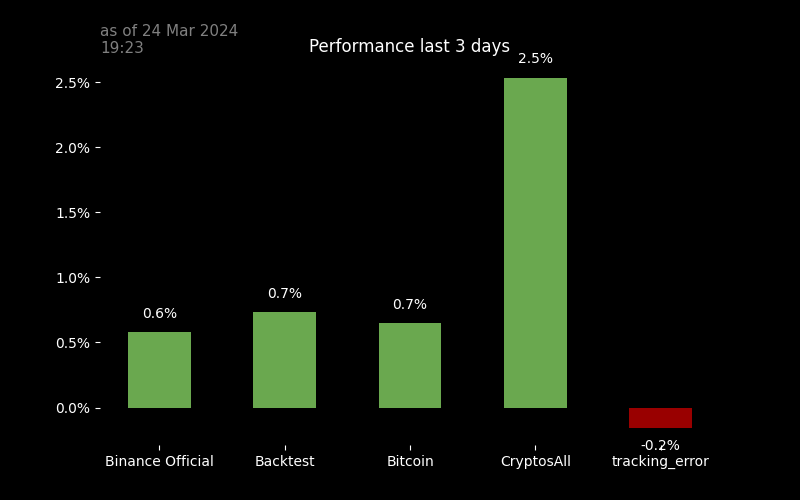 as of 24 Mar 2024
19:23
Performance last 3 days
2.5%
2.5%
2.0%
1.5%
1.0%
0.5%
0.0%
0.6%
0.7%
0.7%
-0.2%
Binance Official
Backtest
Bitcoin
CryptosAll
tracking_error